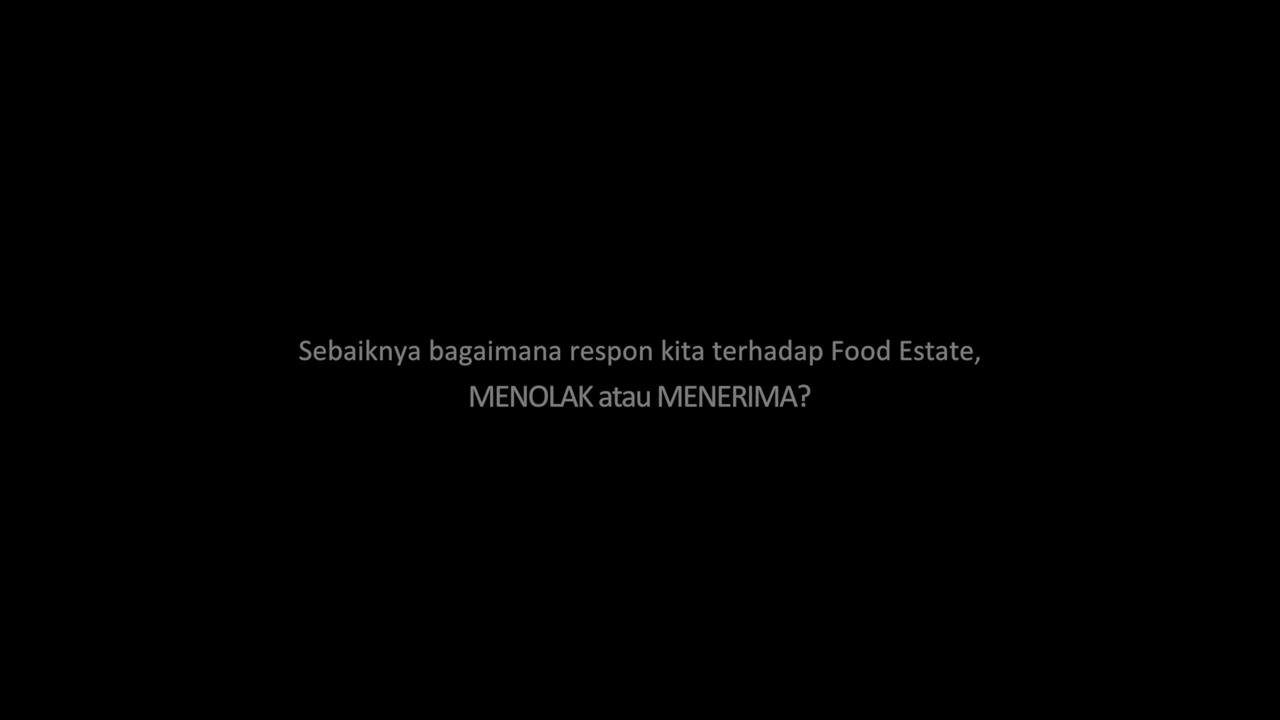 Sebaiknya bagaimana respon kita terhadap Food Estate,
MENOLAK atau MENERIMA?